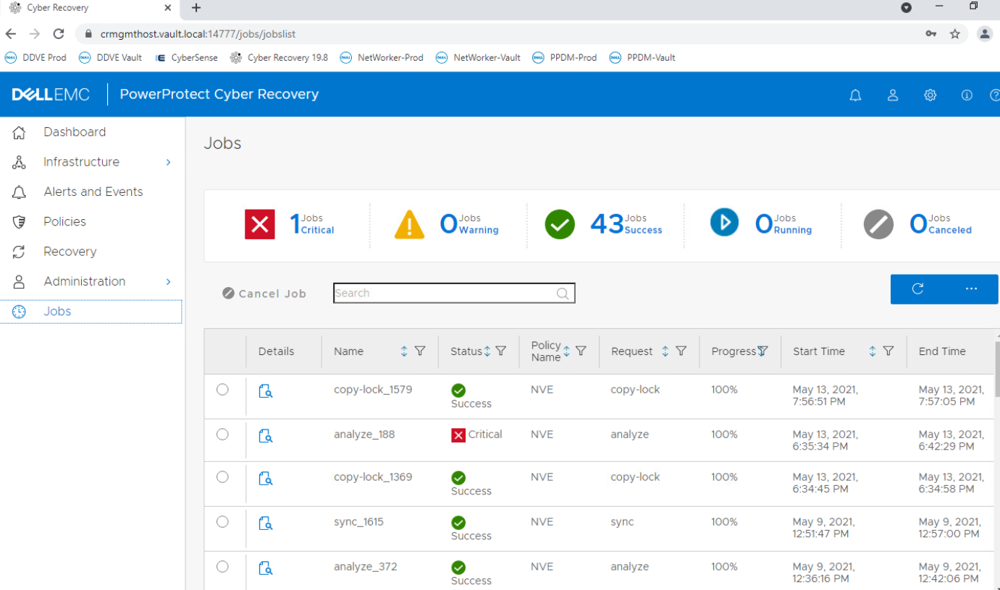 Cyber Recovery
crmgmthost.vault.local:14777/jobs/jobslist
DDVE Prod DDVE Vault CyberSense Cyber Recovery 19.8 NetWorker-Prod NetWorker-Vault PPDM-Prod PPDM-Vault
DELLEMC PowerProtect Cyber Recovery
Dashboard
Infrastructure
Alerts and Events
Policies
Recovery
Administration
Jobs
Jobs
1 Jobs Critical
0 Jobs Warning
43 Jobs Success
0 Jobs Running
0 Jobs Canceled
Cancel Job Search
Details Name Status Policy Name Request Progress Start Time End Time
copy-lock_1579 Success NVE copy-lock 100% May 13, 2021, 7:56:51 PM May 13, 2021, 7:57:05 PM
analyze_188 Critical NVE analyze 100% May 13, 2021, 6:35:34 PM May 13, 2021, 6:42:29 PM
copy-lock_1369 Success NVE copy-lock 100% May 13, 2021, 6:34:45 PM May 13, 2021, 6:34:58 PM
sync_1615 Success NVE sync 100% May 9, 2021, 12:51:47 PM May 9, 2021, 12:57:00 PM
analyze_372 Success NVE analyze 100% May 9, 2021, 12:36:16 PM May 9, 2021, 12:42:06 PM